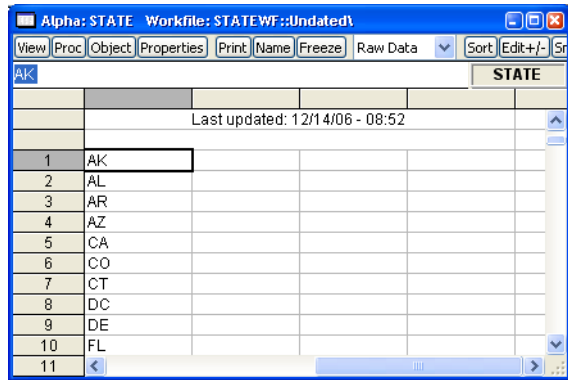 Alpha: STATE Workfile: STATEWF::Undated\
View Proc Object Properties Print Name Freeze Raw Data Sort Edit+/- Sr
AK STATE
Last updated: 12/14/06 - 08:52
1 AK
2 AL
3 AR
4 AZ
5 CA
6 CO
7 CT
8 DC
9 DE
10 FL
11